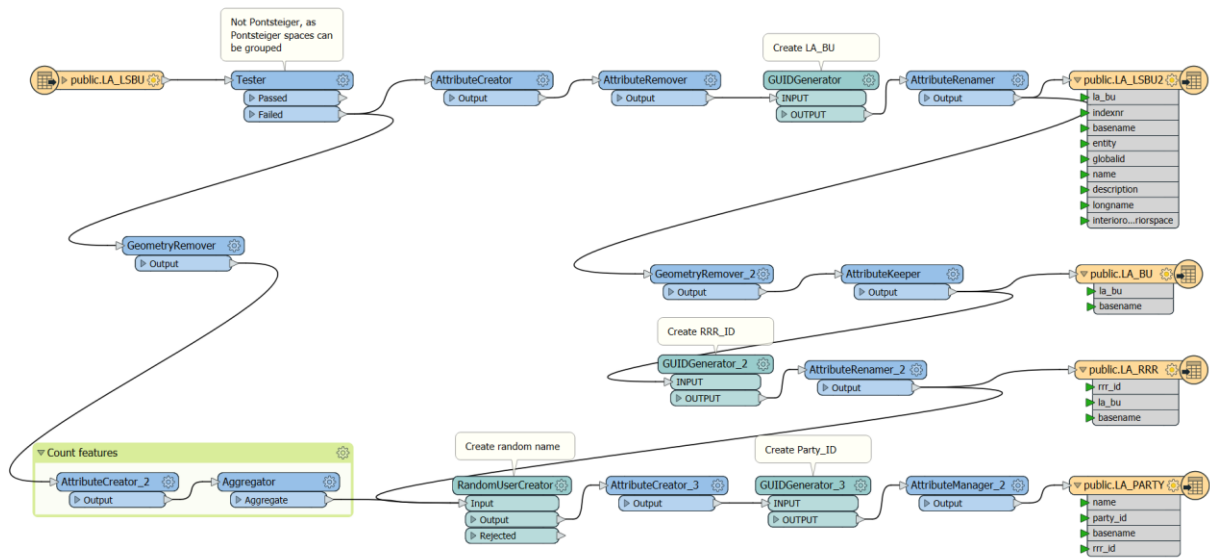 Not Pontsteiger, as
Pontsteiger spaces can
be grouped
Create LA_BU
public.LA_LSBU
Tester
Passed
Failed
AttributeCreator
Output
AttributeRemover
Output
GUIDGenerator
INPUT
OUTPUT
AttributeRenamer
Output
public.LA_LSBU2
la_bu
indexnr
basename
entity
globalid
name
description
longname
interioro...riorspace
GeometryRemover
Output
GeometryRemover_2
Output
AttributeKeeper
Output
public.LA_BU
la_bu
basename
Create RRR_ID
GUIDGenerator_2
INPUT
OUTPUT
AttributeRenamer_2
Output
public.LA_RRR
rrr_id
la_bu
basename
Count features
AttributeCreator_2
Output
Aggregator
Aggregate
Create random name
RandomUserCreator
Input
Output
Rejected
AttributeCreator_3
Output
Create Party_ID
GUIDGenerator_3
INPUT
OUTPUT
AttributeManager_2
Output
public.LA_PARTY
name
party_id
basename
rrr_id